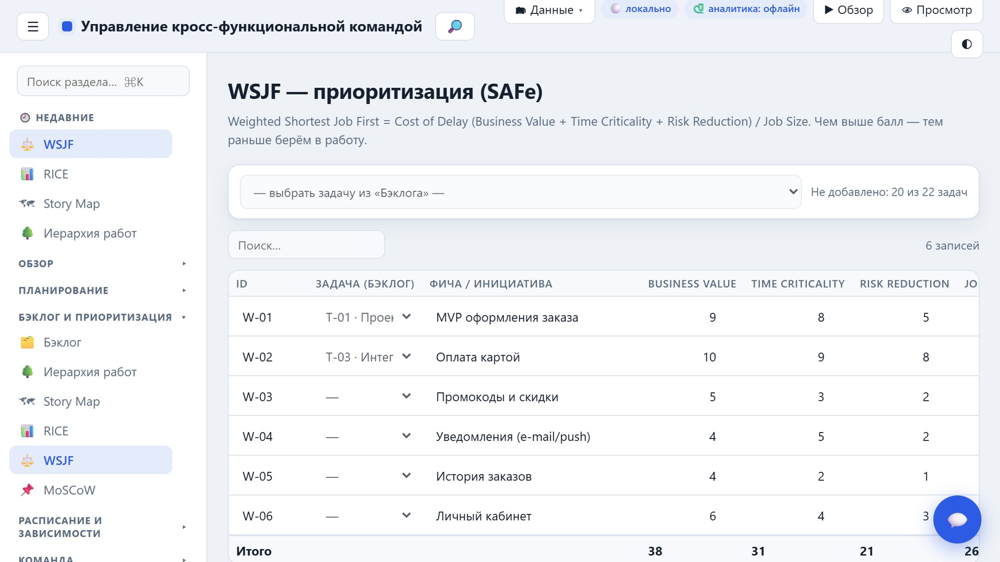 ☰ Управление кросс-функциональной командой
Данные ▾ локально аналитика: офлайн ▶ Обзор Просмотр
Поиск раздела... ⌘K
НЕДАВНИЕ
WSJF
RICE
Story Map
Иерархия работ
ОБЗОР
ПЛАНИРОВАНИЕ
БЭКЛОГ И ПРИОРИТИЗАЦИЯ
Бэклог
Иерархия работ
Story Map
RICE
WSJF
MoSCoW
РАСПИСАНИЕ И
ЗАВИСИМОСТИ
КОМАНДА
WSJF — приоритизация (SAFe)
Weighted Shortest Job First = Cost of Delay (Business Value + Time Criticality + Risk Reduction) / Job Size. Чем выше балл — тем
раньше берём в работу.
— выбрать задачу из «Бэклога» — Не добавлено: 20 из 22 задач
Поиск... 6 записей
ID ЗАДАЧА (БЭКЛОГ) ФИЧА / ИНИЦИАТИВА BUSINESS VALUE TIME CRITICALITY RISK REDUCTION JO
W-01 T-01 · Проек MVP оформления заказа 9 8 5
W-02 T-03 · Интег Оплата картой 10 9 8
W-03 — Промокоды и скидки 5 3 2
W-04 — Уведомления (e-mail/push) 4 5 2
W-05 — История заказов 4 2 1
W-06 — Личный кабинет 6 4 3
Итого 38 31 21 26